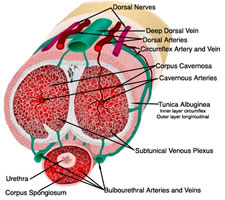 Dorsal Nerves
Deep Dorsal Vein
Dorsal Arteries
Circumflex Artery and Vein
Corpus Cavernosa
Cavernous Arteries
Tunica Albuginea
Inner layer circumflex
Outer layer longitudinal
Subtunical Venous Plexus
Urethra
Corpus Spongiosum
Bulbourethral Arteries and Veins